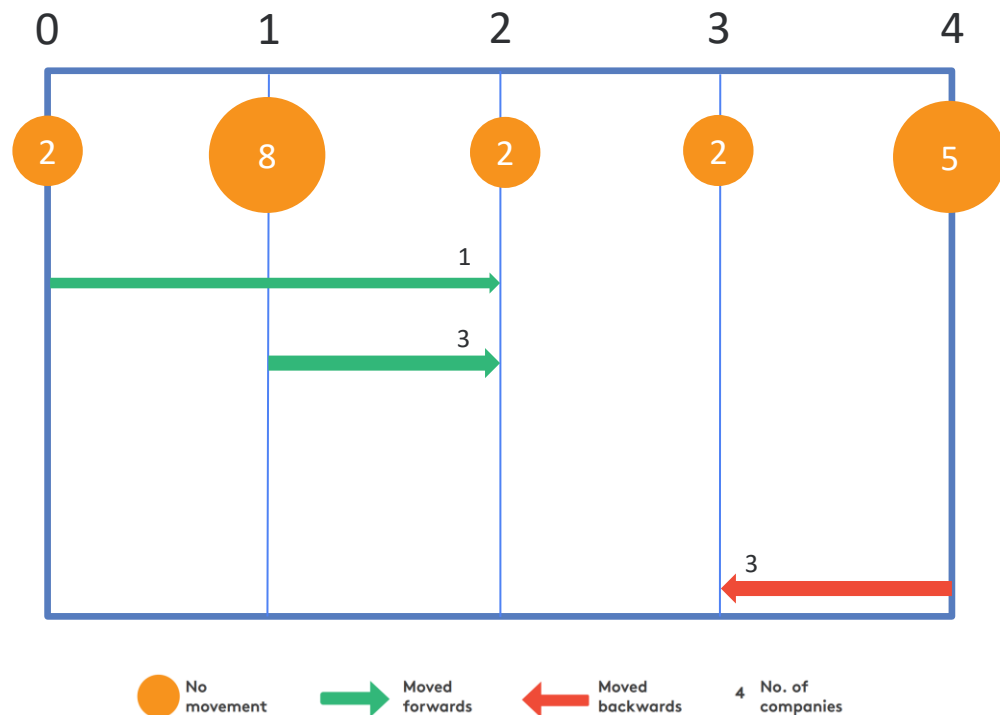 0 1 2 3 4
2 8 2 2 5
1
3
3
No movement
Moved forwards
Moved backwards
4 No. of companies